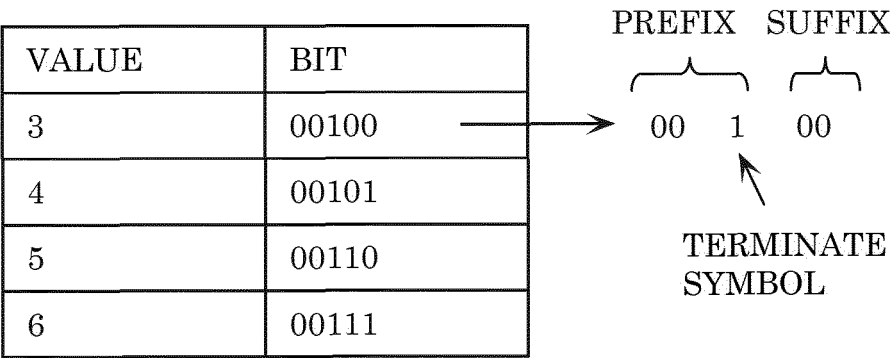 PREFIX SUFFIX
VALUE BIT
3 00100 00 1 00
4 00101
5 00110
TERMINATE
SYMBOL
6 00111